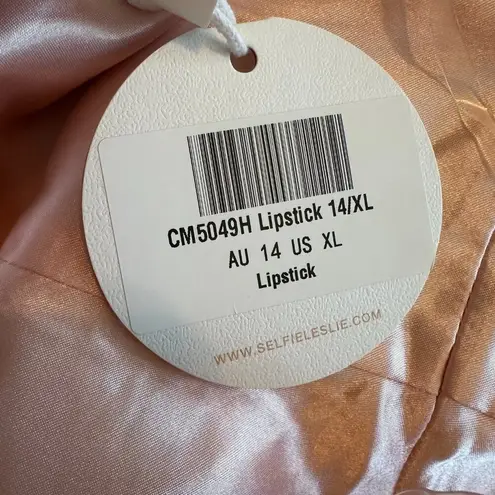 CM5049H Lipstick 14/XL
AU 14 US XL
Lipstick
WWW.SELFIELESLIE.COM